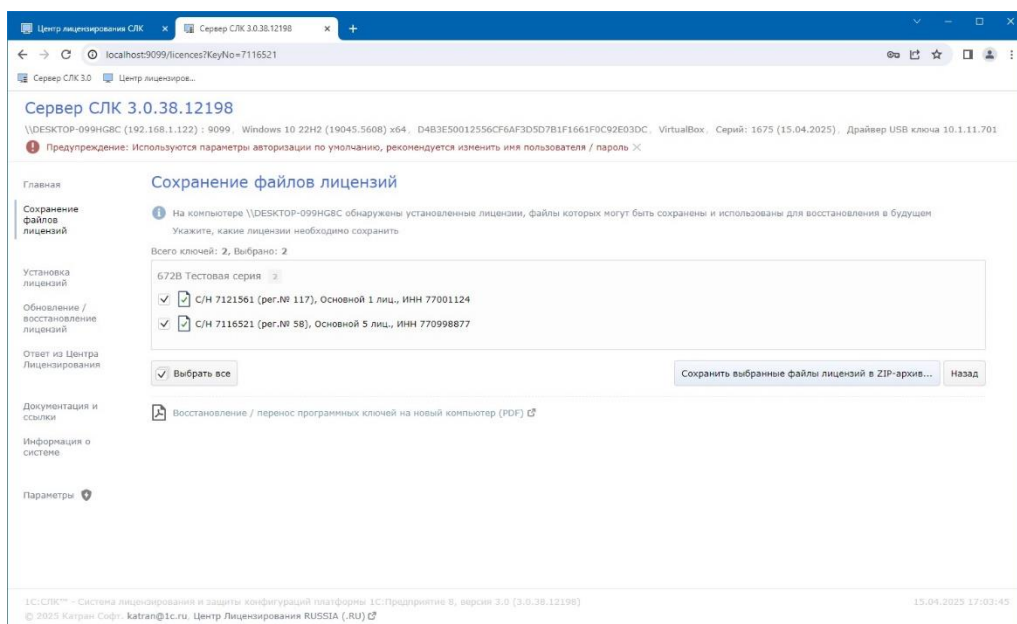 Центр лицензирования СЛК
Сервер СЛК 3.0.38.12198
localhost:9099/licences?KeyNo=7116521
Сервер СЛК 3.0
Центр лицензиров...
Сервер СЛК 3.0.38.12198
\\DESKTOP-099HG8C (192.168.1.122) : 9099, Windows 10 22H2 (19045.5608) x64, D4B3E50012556CF6AF3D5D7B1F1661F0C92E03DC, VirtualBox, Серий: 1675 (15.04.2025), Драйвер USB ключа 10.1.11.701
Предупреждение: Используются параметры авторизации по умолчанию, рекомендуется изменить имя пользователя / пароль
Главная
Сохранение
файлов
лицензий
Установка
лицензий
Обновление /
восстановление
лицензий
Ответ из Центра
Лицензирования
Документация и
ссылки
Информация о
системе
Параметры
Сохранение файлов лицензий
На компьютере \\DESKTOP-099HG8C обнаружены установленные лицензии, файлы которых могут быть сохранены и использованы для восстановления в будущем
Укажите, какие лицензии необходимо сохранить
Всего ключей: 2, Выбрано: 2
672B Тестовая серия 2
С/Н 7121561 (рег.№ 117), Основной 1 лиц., ИНН 77001124
С/Н 7116521 (рег.№ 58), Основной 5 лиц., ИНН 770998877
Выбрать все
Сохранить выбранные файлы лицензий в ZIP-архив...
Назад
Восстановление / перенос программных ключей на новый компьютер (PDF)
1С:СЛК™ – Система лицензирования и защиты конфигураций платформы 1С:Предприятие 8, версия 3.0 (3.0.38.12198)
15.04.2025 17:03:45
© 2025 Катран Софт, katran@1c.ru, Центр Лицензирования RUSSIA (.RU)